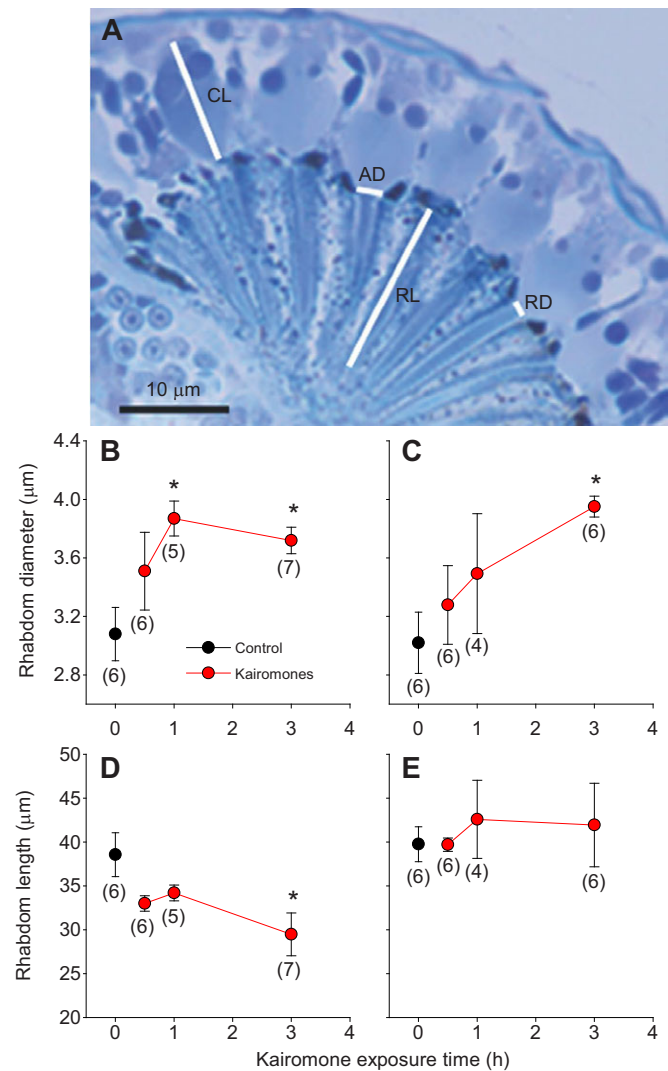 A
CL
AD
RL
RD
10 μm
B
C
4.4
4.0
3.6
3.2
2.8
Rhabdom diameter (μm)
*
*
*
(6)
(6)
(5)
(7)
(6)
(6)
(4)
(6)
Control
Kairomones
0 1 2 3 4
0 1 2 3 4
D
E
50
45
40
35
30
25
20
Rhabdom length (μm)
*
(6)
(6)
(5)
(7)
(6)
(6)
(4)
(6)
0 1 2 3 4
0 1 2 3 4
Kairomone exposure time (h)